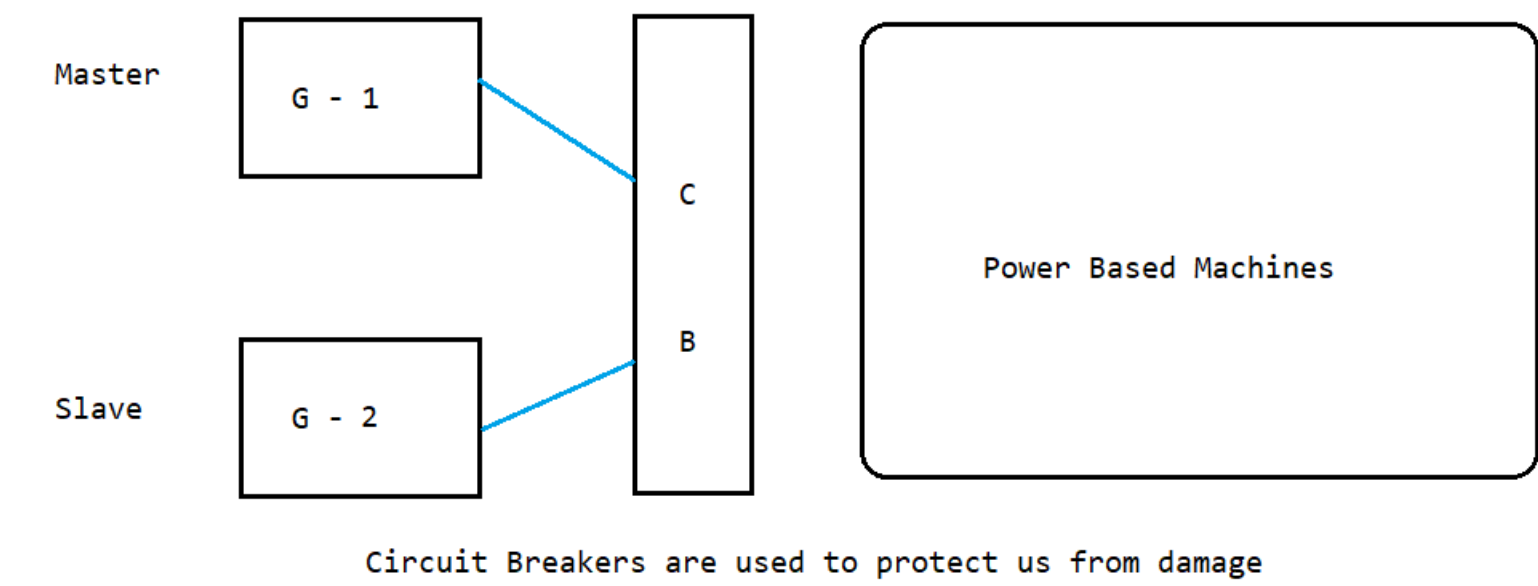 Master
G - 1
C
Power Based Machines
B
Slave
G - 2
Circuit Breakers are used to protect us from damage